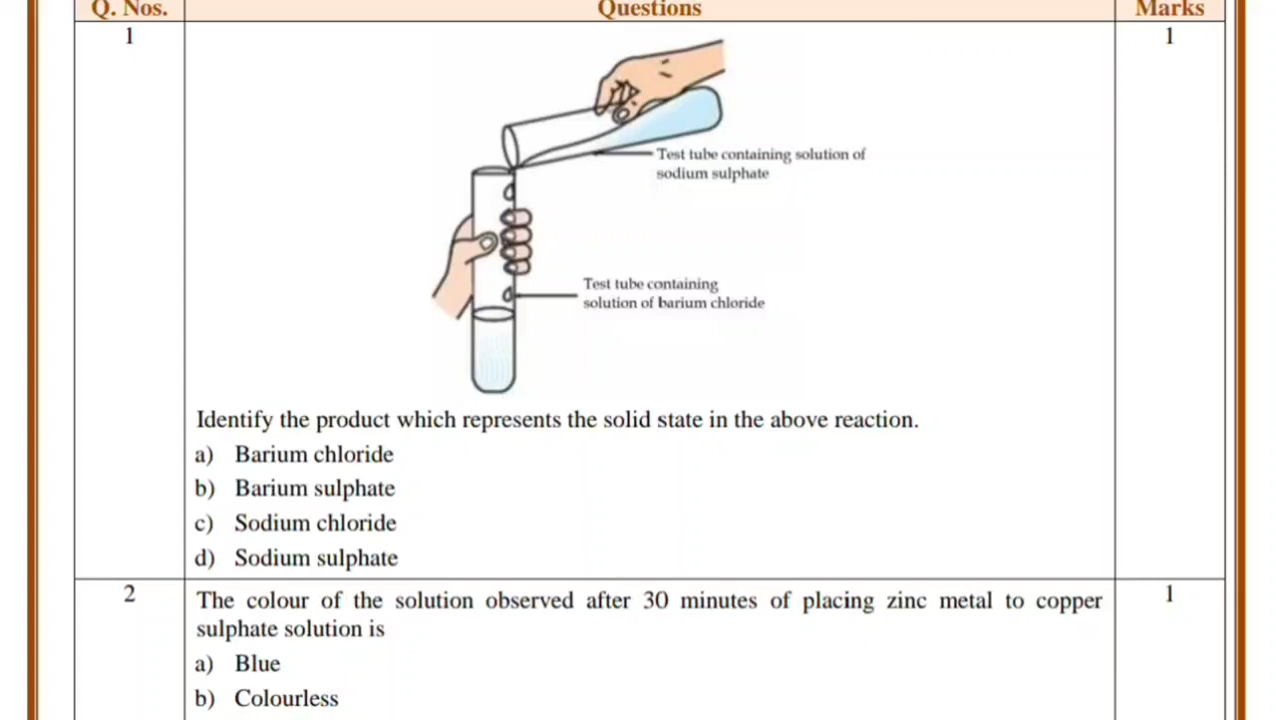 Q. Nos. Questions Marks
1 1
Test tube containing solution of
sodium sulphate
Test tube containing
solution of barium chloride
Identify the product which represents the solid state in the above reaction.
a) Barium chloride
b) Barium sulphate
c) Sodium chloride
d) Sodium sulphate
2 The colour of the solution observed after 30 minutes of placing zinc metal to copper 1
sulphate solution is
a) Blue
b) Colourless